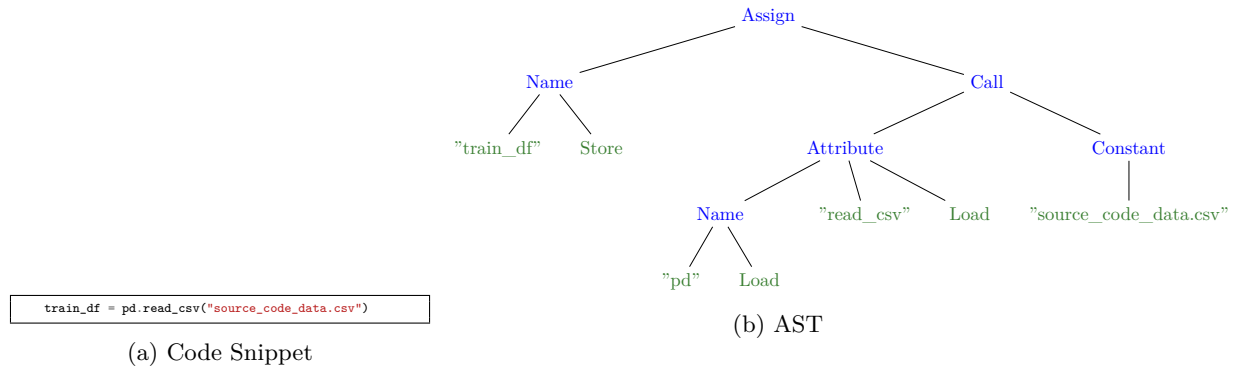 Assign
Name Call
”train_df” Store Attribute Constant
Name ”read_csv” Load ”source_code_data.csv”
”pd” Load
train_df = pd.read_csv("source_code_data.csv")
(a) Code Snippet
(b) AST